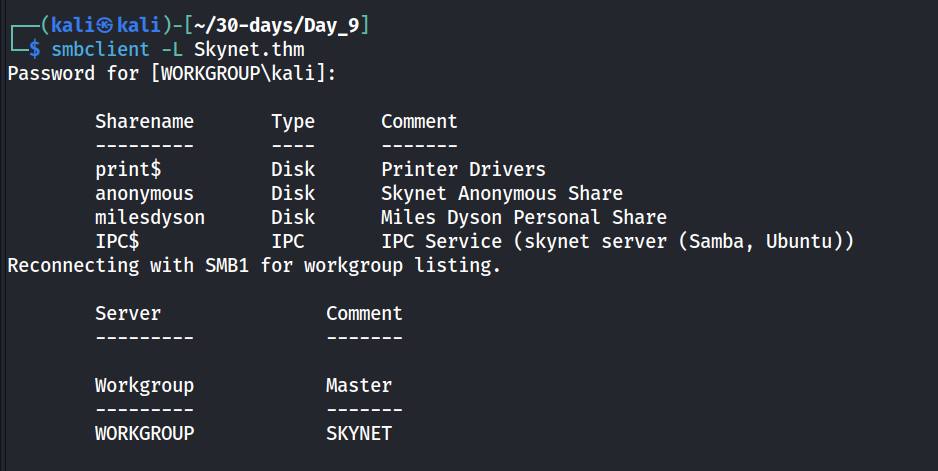 ┌──(kali㉿kali)-[~/30-days/Day_9]
└─$ smbclient -L Skynet.thm
Password for [WORKGROUP\kali]:
Sharename Type Comment
--------- ---- -------
print$ Disk Printer Drivers
anonymous Disk Skynet Anonymous Share
milesdyson Disk Miles Dyson Personal Share
IPC$ IPC IPC Service (skynet server (Samba, Ubuntu))
Reconnecting with SMB1 for workgroup listing.
Server Comment
--------- -------
Workgroup Master
--------- -------
WORKGROUP SKYNET